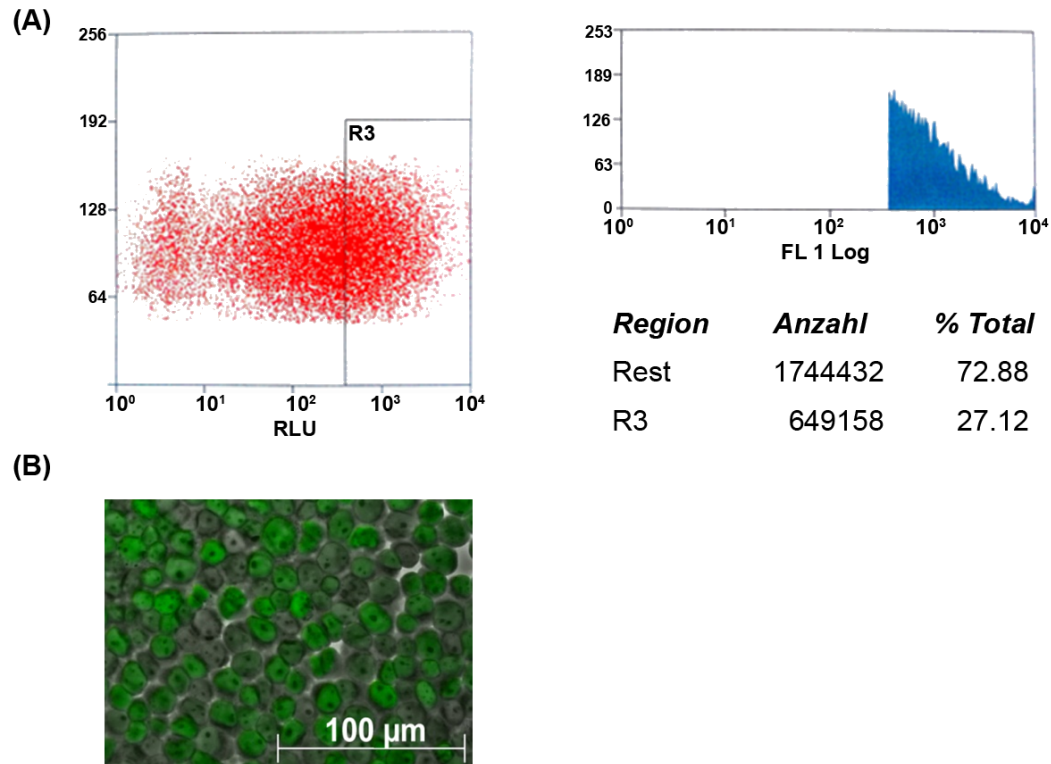 (A)
256
192
128
64
R3
10⁰ 10¹ 10² 10³ 10⁴
RLU
253
189
126
63
0
10⁰ 10¹ 10² 10³ 10⁴
FL 1 Log
Region Anzahl % Total
Rest 1744432 72.88
R3 649158 27.12
(B)
100 µm